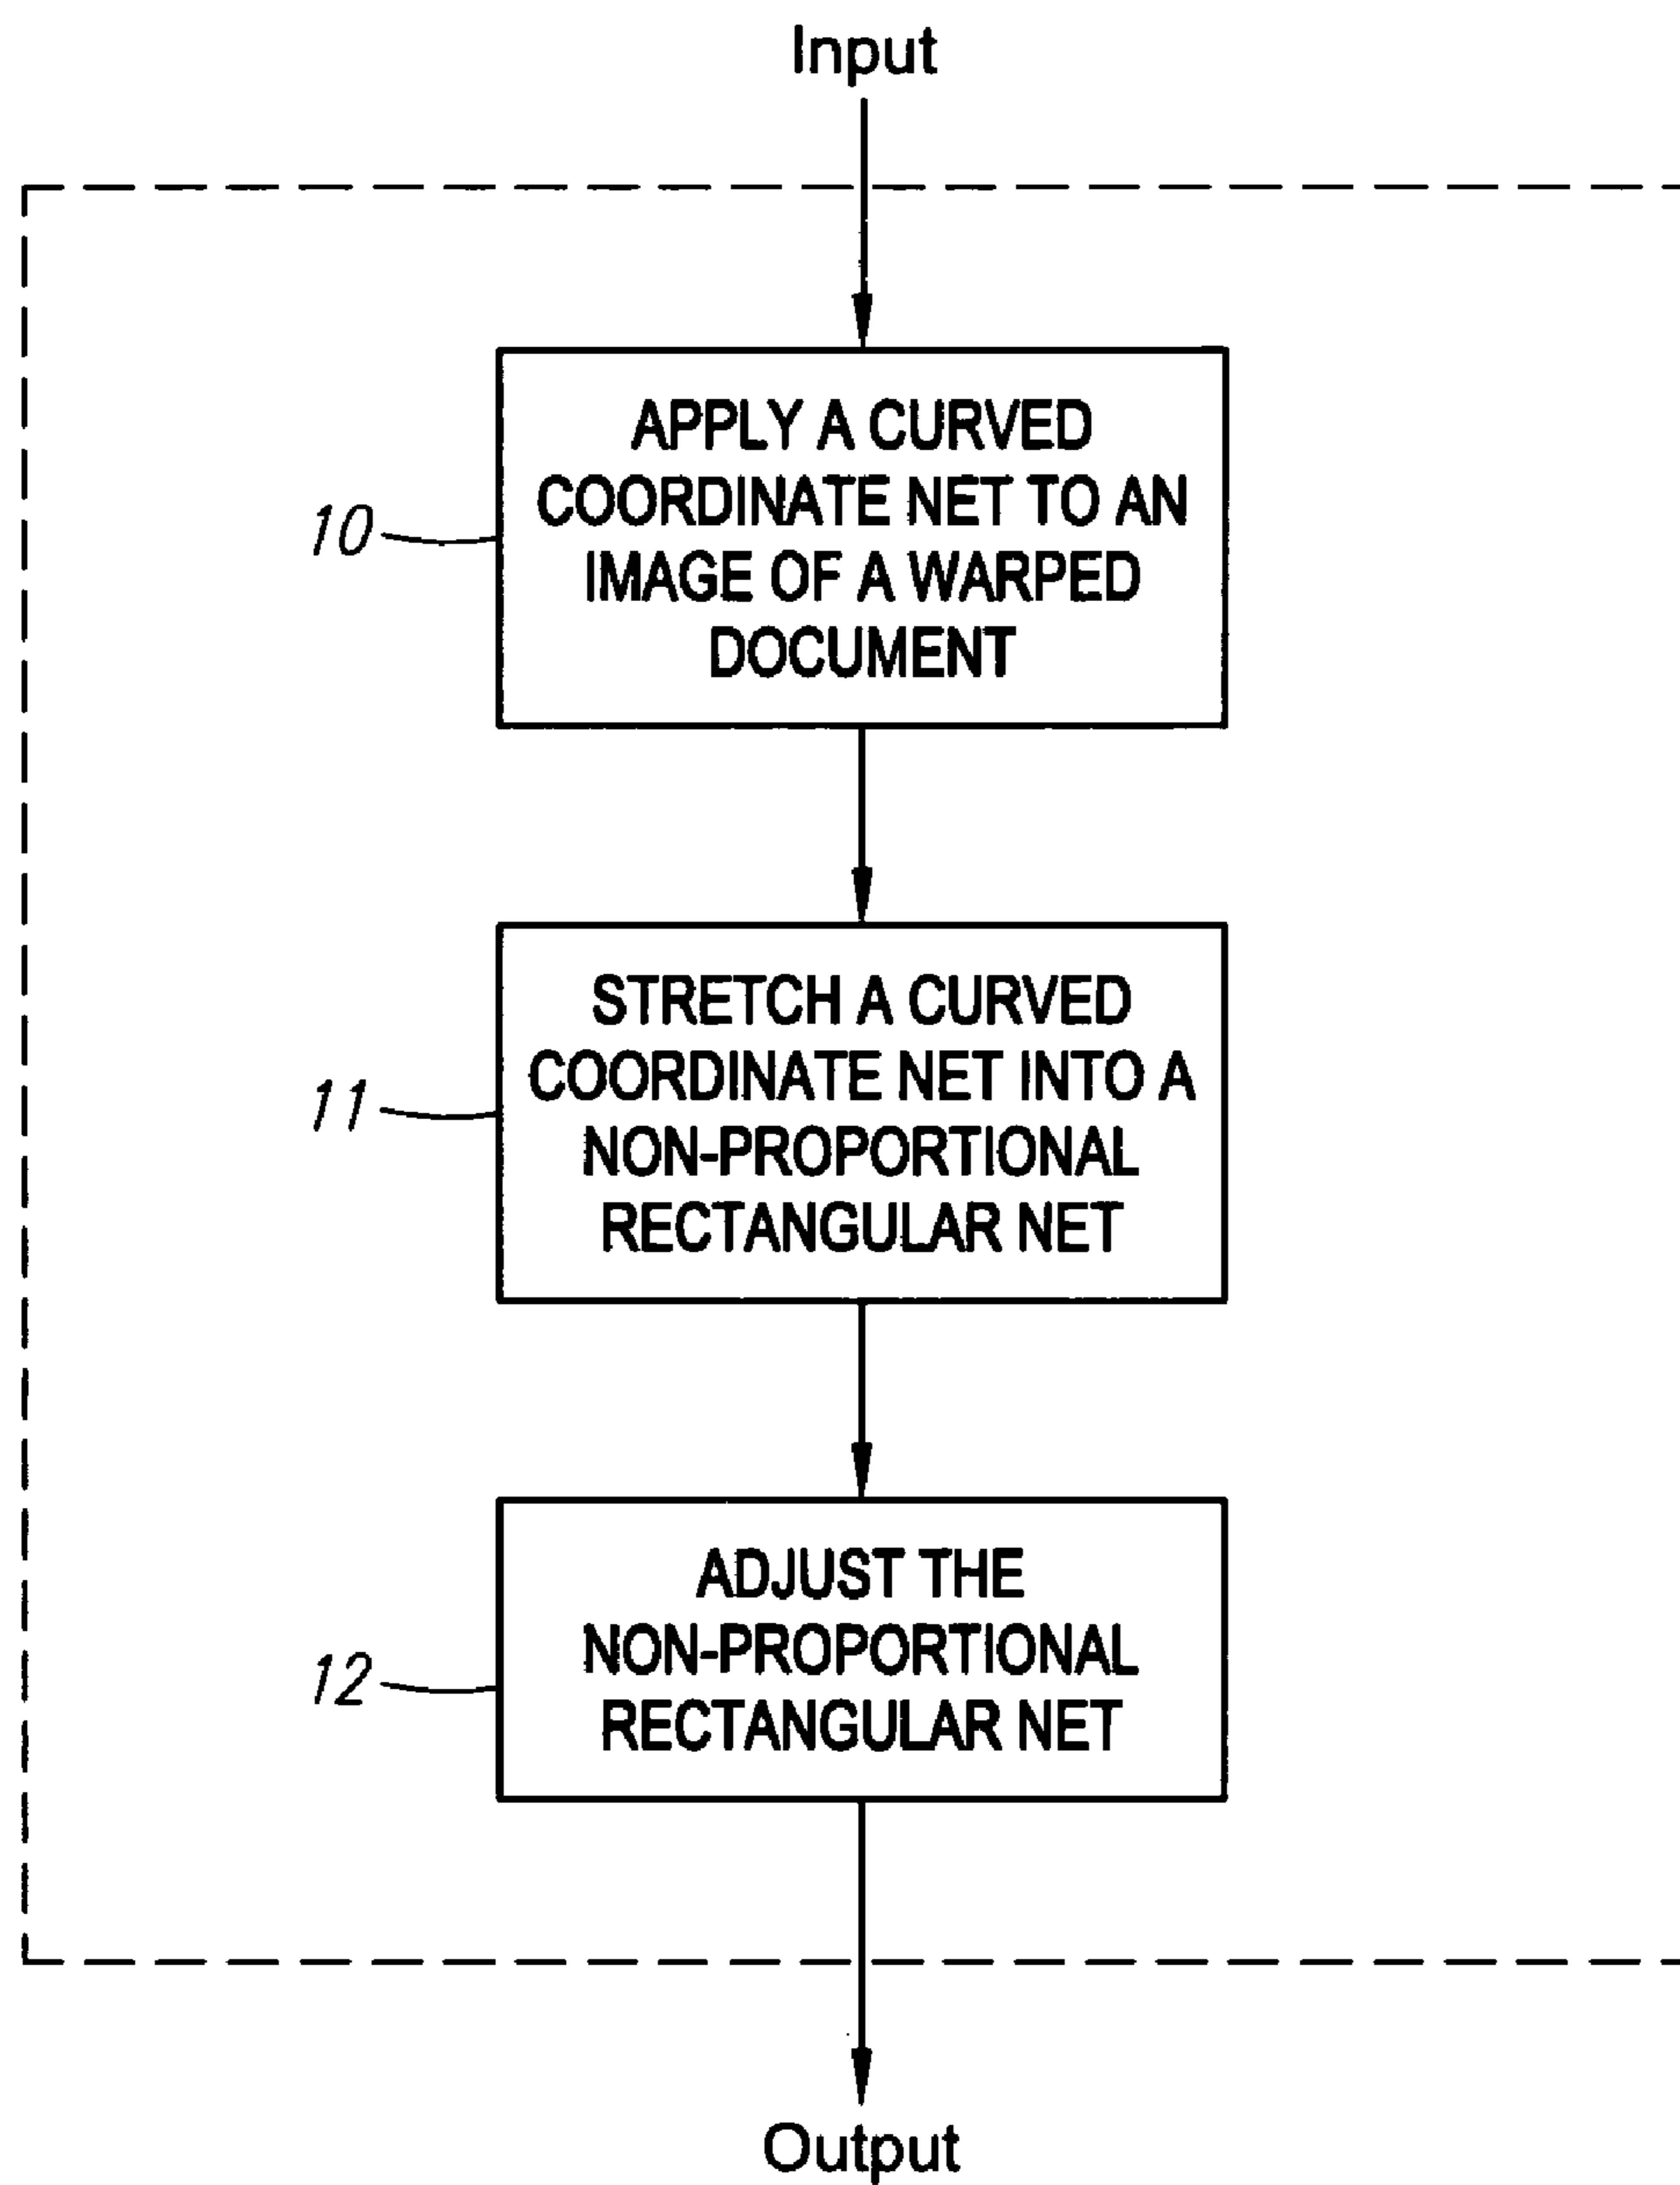 Input
APPLY A CURVED
COORDINATE NET TO AN
IMAGE OF A WARPED
DOCUMENT
10
STRETCH A CURVED
COORDINATE NET INTO A
NON-PROPORTIONAL
RECTANGULAR NET
11
ADJUST THE
NON-PROPORTIONAL
RECTANGULAR NET
12
Output